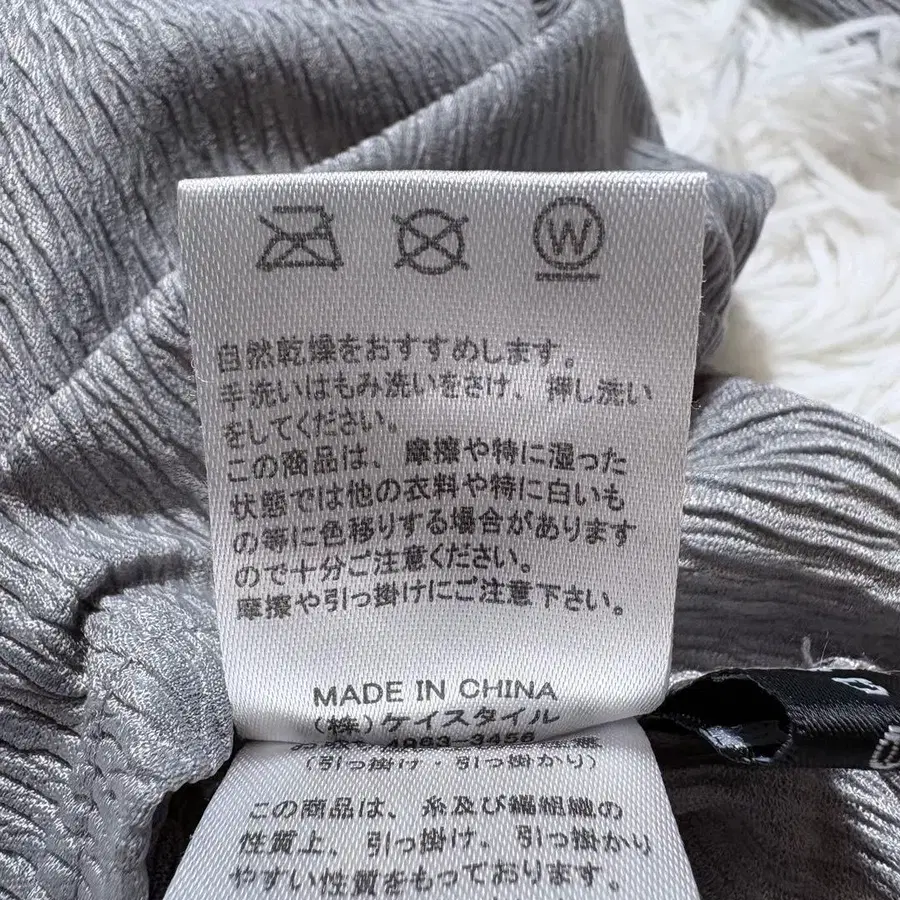 W
自然乾燥をおすすめします。
手洗いはもみ洗いをさけ、押し洗い
をしてください。
この商品は、摩擦や特に湿った
状態では他の衣料や特に白いも
の等に色移りする場合があります
ので十分ご注意ください。
摩擦や引っ掛けにご注意下さい。
MADE IN CHINA
(株)ケイスタイル
(引っ掛け・引っ掛かり)
この商品は、糸及び編組織の
性質上、引っ掛け、引っ掛かり
やすい性質をもっております